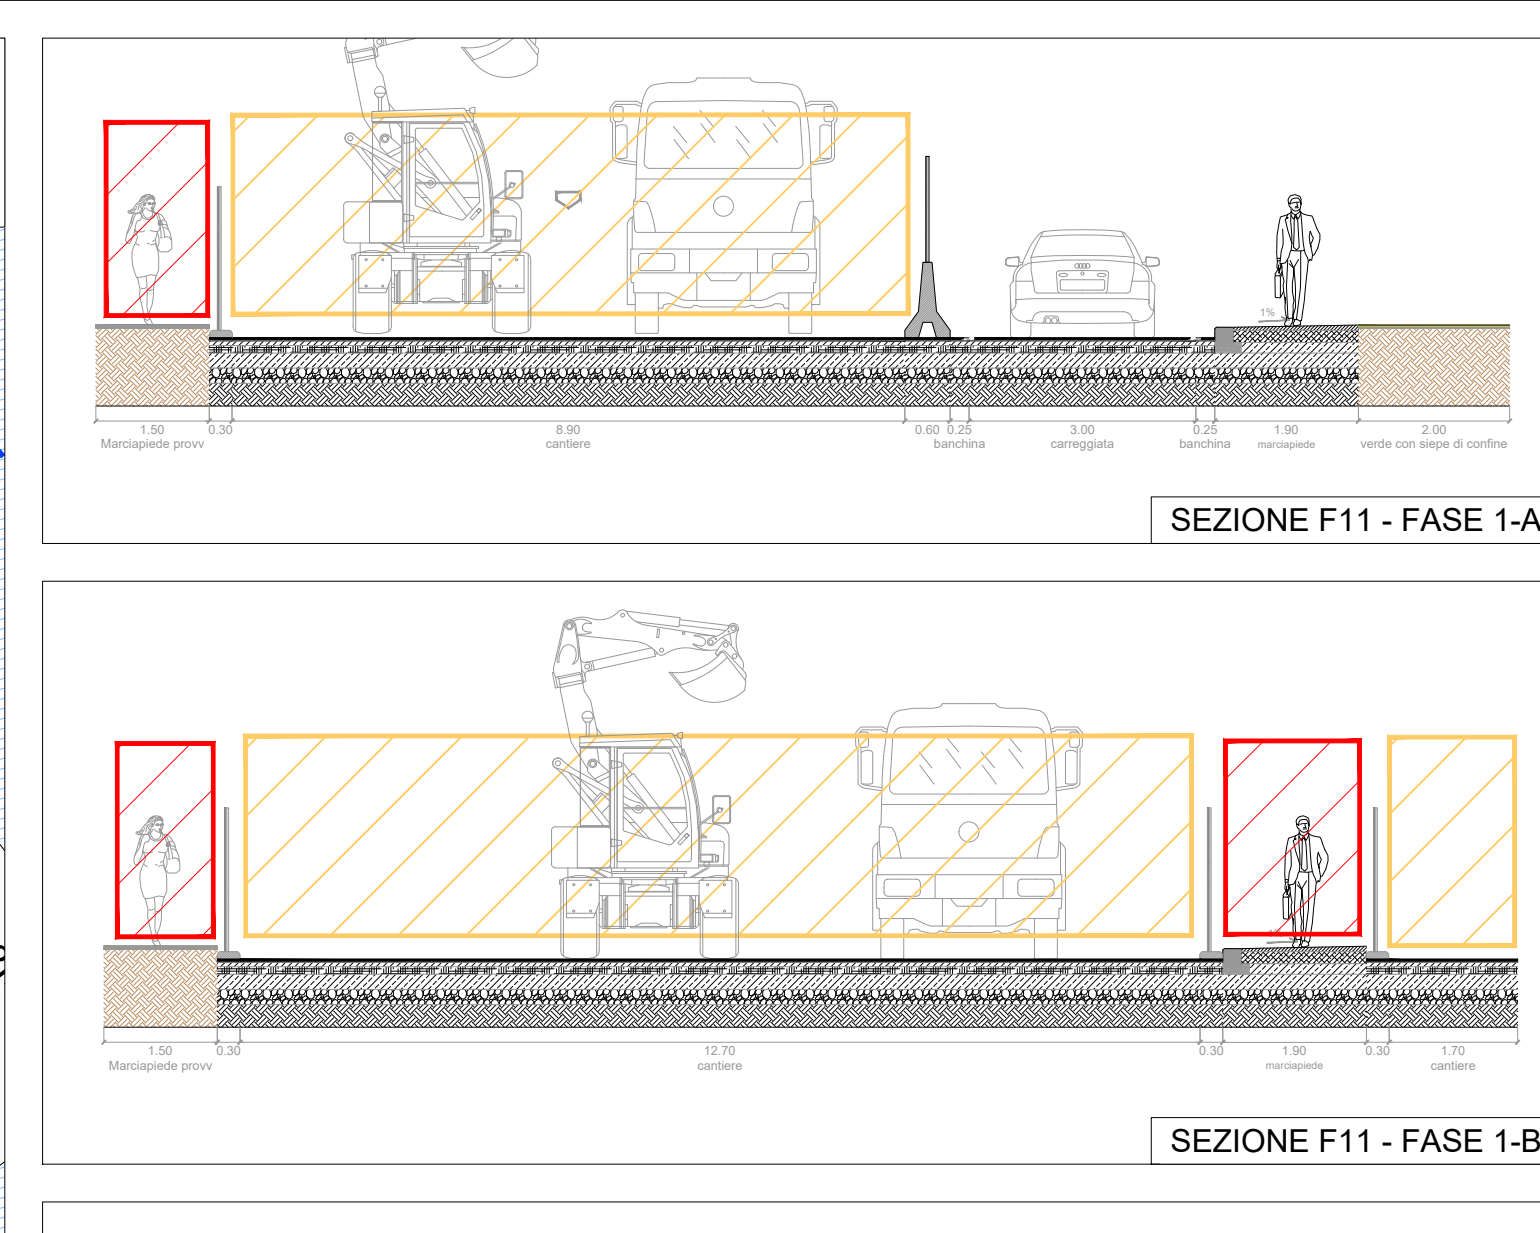 1%
1.50 0.30 8.90 0.60 0.25 3.00 0.25 1.90 2.00
Marciapiede provv cantiere banchina carreggiata banchina marciapiede verde con siepe di confine
SEZIONE F11 - FASE 1-A
1.50 0.30 12.70 0.30 1.90 0.30 1.70
Marciapiede provv cantiere marciapiede cantiere
SEZIONE F11 - FASE 1-B